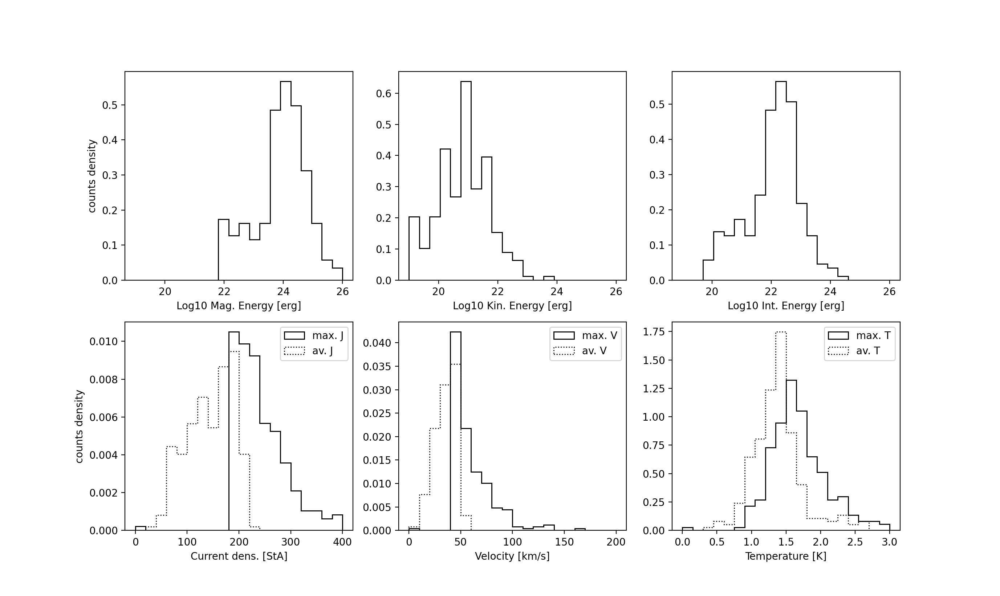 counts density
0.5
0.4
0.3
0.2
0.1
0.0
20 22 24 26
Log10 Mag. Energy [erg]
0.6
0.5
0.4
0.3
0.2
0.1
0.0
20 22 24 26
Log10 Kin. Energy [erg]
0.5
0.4
0.3
0.2
0.1
0.0
20 22 24 26
Log10 Int. Energy [erg]
counts density
0.010
0.008
0.006
0.004
0.002
0.000
max. J
av. J
0 100 200 300 400
Current dens. [StA]
0.040
0.035
0.030
0.025
0.020
0.015
0.010
0.005
0.000
max. V
av. V
0 50 100 150 200
Velocity [km/s]
1.75
1.50
1.25
1.00
0.75
0.50
0.25
0.00
max. T
av. T
0.0 0.5 1.0 1.5 2.0 2.5 3.0
Temperature [K]